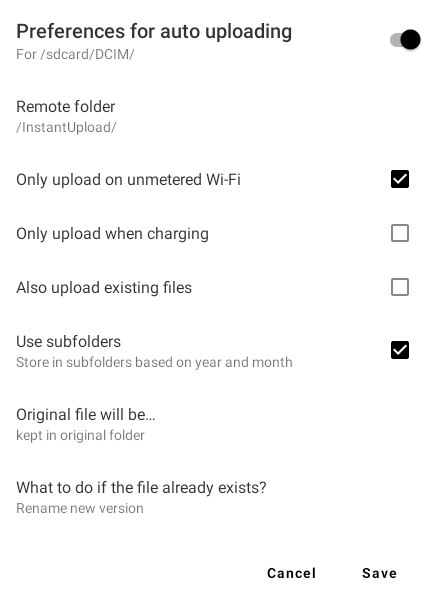 Preferences for auto uploading
For /sdcard/DCIM/
Remote folder
/InstantUpload/
Only upload on unmetered Wi-Fi
Only upload when charging
Also upload existing files
Use subfolders
Store in subfolders based on year and month
Original file will be…
kept in original folder
What to do if the file already exists?
Rename new version
Cancel Save